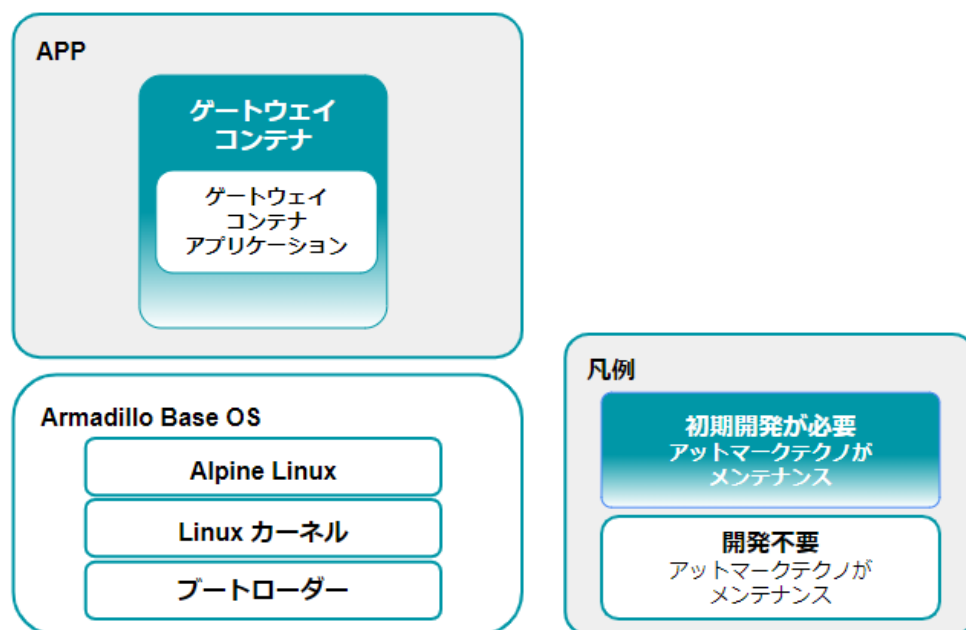 APP
ゲートウェイ
コンテナ
ゲートウェイ
コンテナ
アプリケーション
Armadillo Base OS
Alpine Linux
Linux カーネル
ブートローダー
凡例
初期開発が必要
アットマークテクノが
メンテナンス
開発不要
アットマークテクノが
メンテナンス